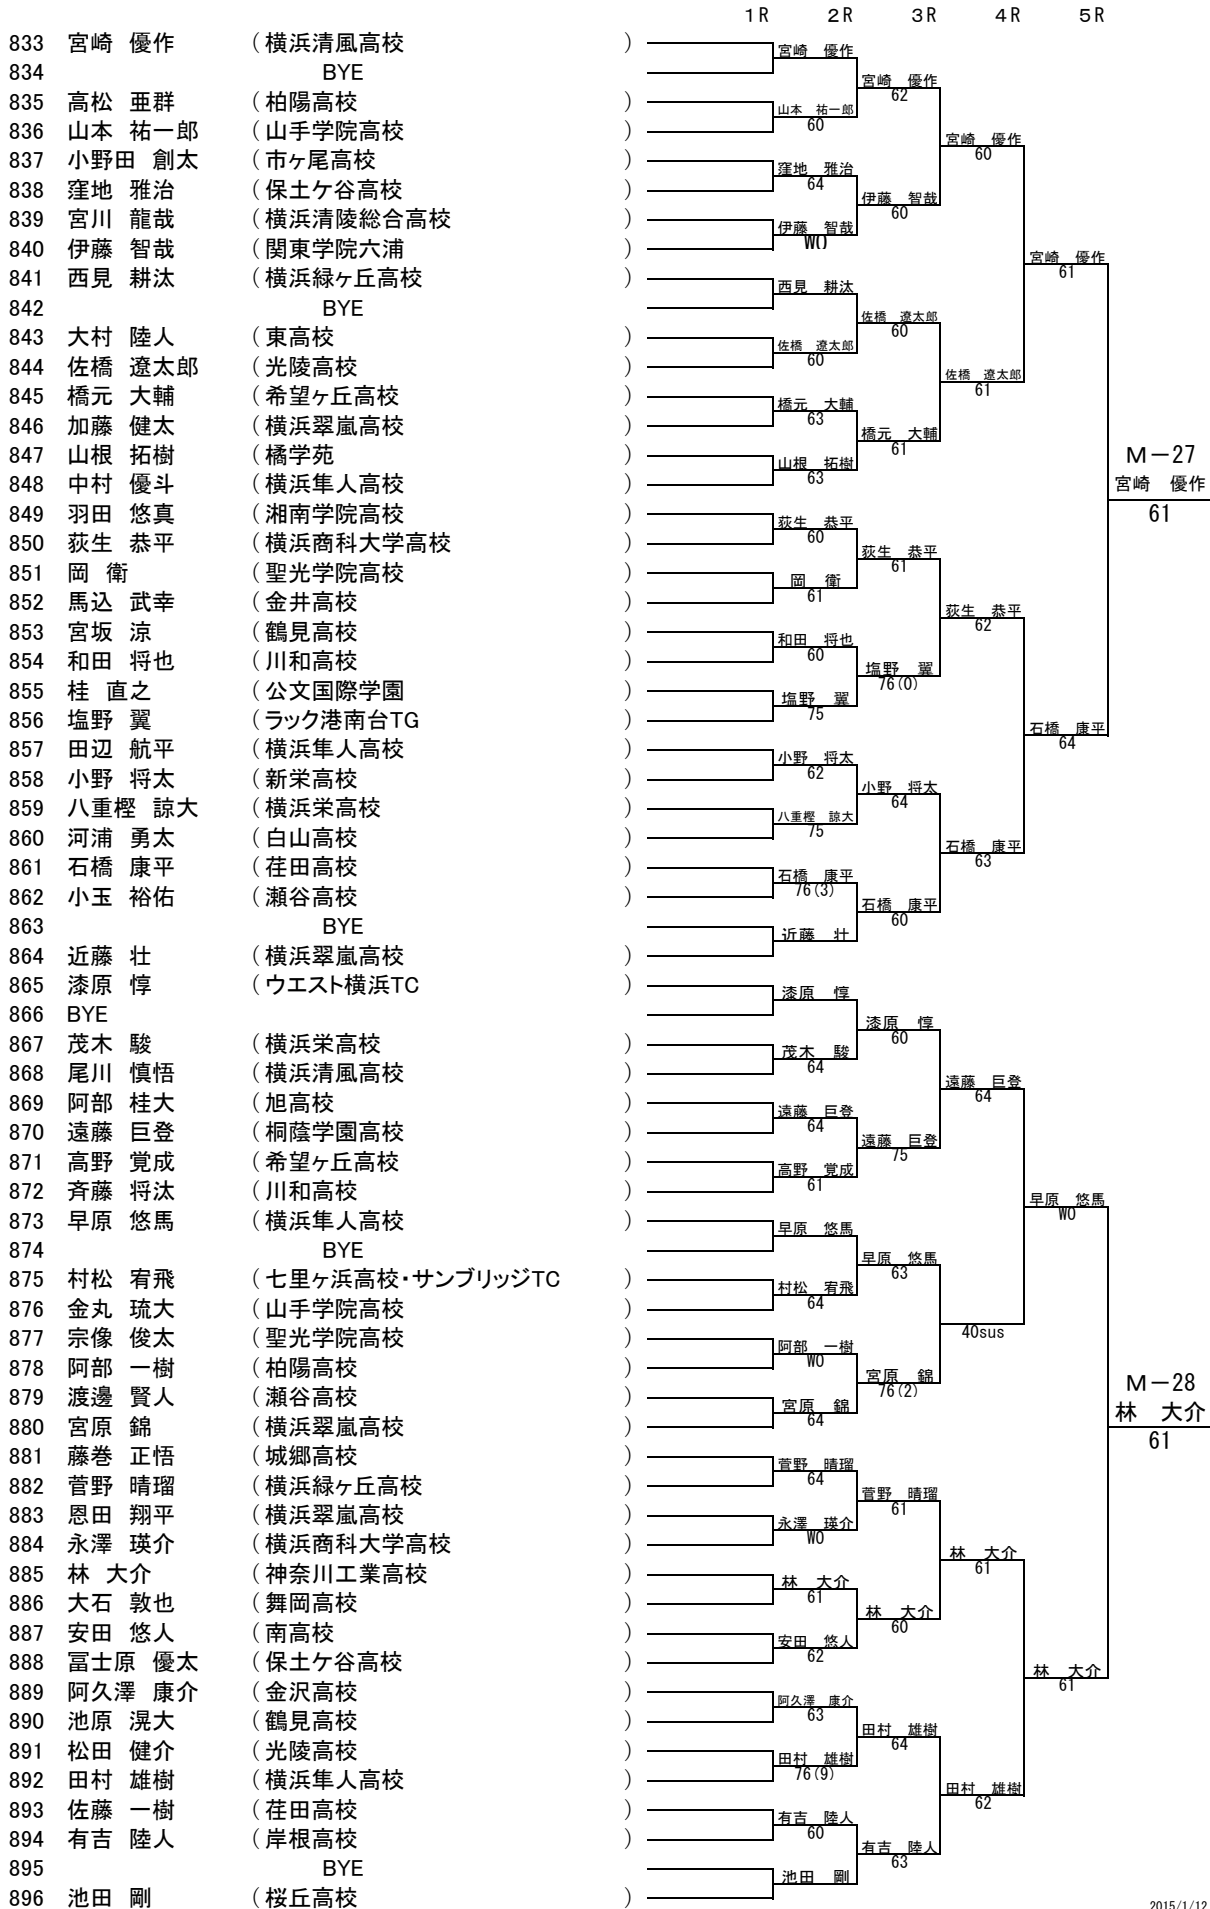 1R 2R 3R 4R 5R
833 宮崎 優作 ( 横浜清風高校 )
834 BYE
835 高松 亜群 ( 柏陽高校 )
836 山本 祐一郎 ( 山手学院高校 )
837 小野田 創太 ( 市ヶ尾高校 )
838 窪地 雅治 ( 保土ケ谷高校 )
839 宮川 龍哉 ( 横浜清陵総合高校 )
840 伊藤 智哉 ( 関東学院六浦 )
841 西見 耕汰 ( 横浜緑ヶ丘高校 )
842 BYE
843 大村 陸人 ( 東高校 )
844 佐橋 遼太郎 ( 光陵高校 )
845 橋元 大輔 ( 希望ヶ丘高校 )
846 加藤 健太 ( 横浜翠嵐高校 )
847 山根 拓樹 ( 橘学苑 )
848 中村 優斗 ( 横浜隼人高校 )
849 羽田 悠真 ( 湘南学院高校 )
850 荻生 恭平 ( 横浜商科大学高校 )
851 岡 衛 ( 聖光学院高校 )
852 馬込 武幸 ( 金井高校 )
853 宮坂 涼 ( 鶴見高校 )
854 和田 将也 ( 川和高校 )
855 桂 直之 ( 公文国際学園 )
856 塩野 翼 ( ラック港南台TG )
857 田辺 航平 ( 横浜隼人高校 )
858 小野 将太 ( 新栄高校 )
859 八重樫 諒大 ( 横浜栄高校 )
860 河浦 勇太 ( 白山高校 )
861 石橋 康平 ( 荏田高校 )
862 小玉 裕佑 ( 瀬谷高校 )
863 BYE
864 近藤 壮 ( 横浜翠嵐高校 )
865 漆原 惇 ( ウエスト横浜TC )
866 BYE
867 茂木 駿 ( 横浜栄高校 )
868 尾川 慎悟 ( 横浜清風高校 )
869 阿部 桂大 ( 旭高校 )
870 遠藤 巨登 ( 桐蔭学園高校 )
871 高野 覚成 ( 希望ヶ丘高校 )
872 斉藤 将汰 ( 川和高校 )
873 早原 悠馬 ( 横浜隼人高校 )
874 BYE
875 村松 宥飛 ( 七里ヶ浜高校・サンブリッジTC )
876 金丸 琉大 ( 山手学院高校 )
877 宗像 俊太 ( 聖光学院高校 )
878 阿部 一樹 ( 柏陽高校 )
879 渡邊 賢人 ( 瀬谷高校 )
880 宮原 錦 ( 横浜翠嵐高校 )
881 藤巻 正悟 ( 城郷高校 )
882 菅野 晴瑠 ( 横浜緑ヶ丘高校 )
883 恩田 翔平 ( 横浜翠嵐高校 )
884 永澤 瑛介 ( 横浜商科大学高校 )
885 林 大介 ( 神奈川工業高校 )
886 大石 敦也 ( 舞岡高校 )
887 安田 悠人 ( 南高校 )
888 冨士原 優太 ( 保土ケ谷高校 )
889 阿久澤 康介 ( 金沢高校 )
890 池原 滉大 ( 鶴見高校 )
891 松田 健介 ( 光陵高校 )
892 田村 雄樹 ( 横浜隼人高校 )
893 佐藤 一樹 ( 荏田高校 )
894 有吉 陸人 ( 岸根高校 )
895 BYE
896 池田 剛 ( 桜丘高校 )
宮崎 優作
山本 祐一郎
60
窪地 雅治
64
伊藤 智哉
WO
西見 耕汰
佐橋 遼太郎
60
橋元 大輔
63
山根 拓樹
63
荻生 恭平
60
岡 衛
61
和田 将也
60
塩野 翼
75
小野 将太
62
八重樫 諒大
75
石橋 康平
76(3)
近藤 壮
漆原 惇
茂木 駿
64
遠藤 巨登
64
高野 覚成
61
早原 悠馬
村松 宥飛
64
阿部 一樹
WO
宮原 錦
64
菅野 晴瑠
64
永澤 瑛介
WO
林 大介
61
安田 悠人
62
阿久澤 康介
63
田村 雄樹
76(9)
有吉 陸人
60
池田 剛
宮崎 優作
62
伊藤 智哉
60
佐橋 遼太郎
60
橋元 大輔
61
荻生 恭平
61
塩野 翼
76(0)
小野 将太
64
石橋 康平
60
漆原 惇
60
遠藤 巨登
75
早原 悠馬
63
宮原 錦
76(2)
菅野 晴瑠
61
林 大介
60
田村 雄樹
64
有吉 陸人
63
宮崎 優作
60
佐橋 遼太郎
61
荻生 恭平
62
石橋 康平
63
遠藤 巨登
64
40sus
林 大介
61
田村 雄樹
62
宮崎 優作
61
石橋 康平
64
早原 悠馬
WO
林 大介
61
M－27
宮崎 優作
61
M－28
林 大介
61
2015/1/12